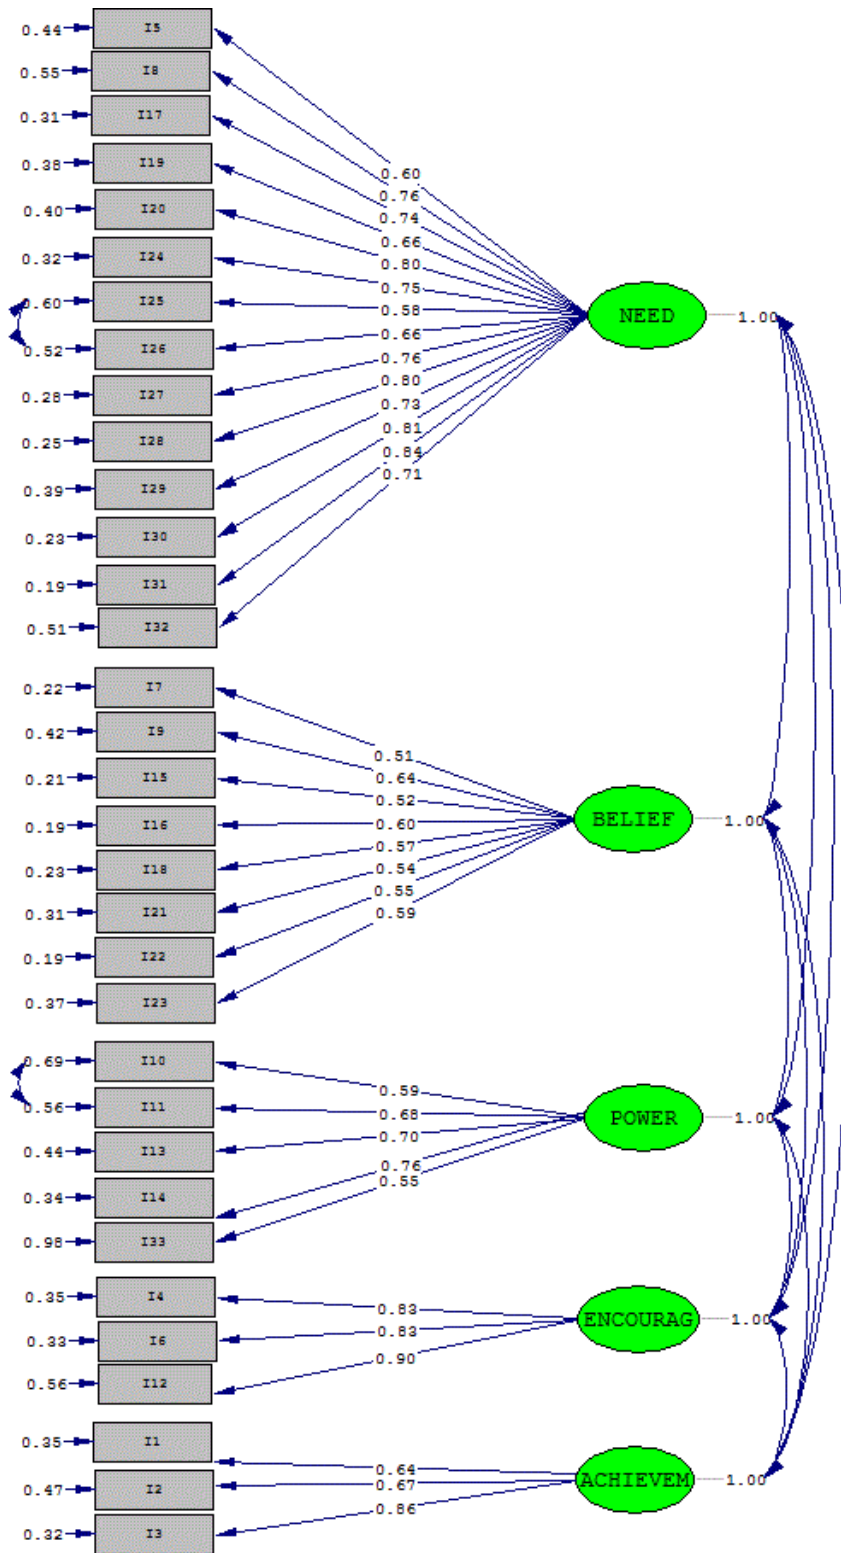 0.44 I5
0.55 I8
0.31 I17
0.38 I19
0.40 I20
0.32 I24
0.60 I25
0.52 I26
0.28 I27
0.25 I28
0.39 I29
0.23 I30
0.19 I31
0.51 I32
0.60
0.76
0.74
0.66
0.80
0.75
0.58
0.66
0.76
0.80
0.73
0.81
0.84
0.71
NEED 1.00
0.22 I7
0.42 I9
0.21 I15
0.19 I16
0.23 I18
0.31 I21
0.19 I22
0.37 I23
0.51
0.64
0.52
0.60
0.57
0.54
0.55
0.59
BELIEF 1.00
0.69 I10
0.56 I11
0.44 I13
0.34 I14
0.98 I33
0.59
0.68
0.70
0.76
0.55
POWER 1.00
0.35 I4
0.33 I6
0.56 I12
0.83
0.83
0.90
ENCOURAG 1.00
0.35 I1
0.47 I2
0.32 I3
0.64
0.67
0.86
ACHIEVEM 1.00